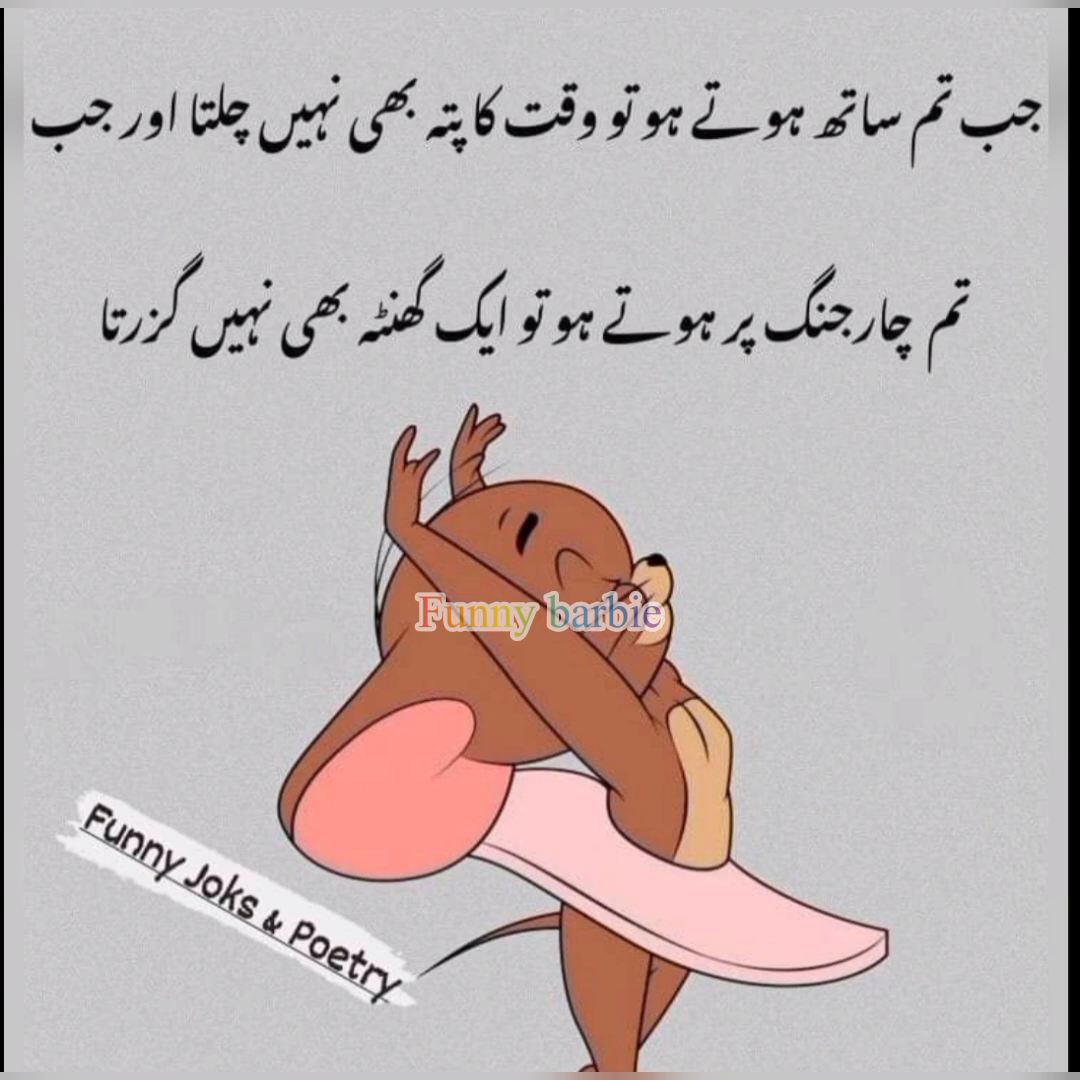 جب تم ساتھ ہوتے ہو تو وقت کا پتہ بھی نہیں چلتا اور جب
تم چارجنگ پر ہوتے ہو تو ایک گھنٹہ بھی نہیں گزرتا
Funny barbie
Funny Joks & Poetry